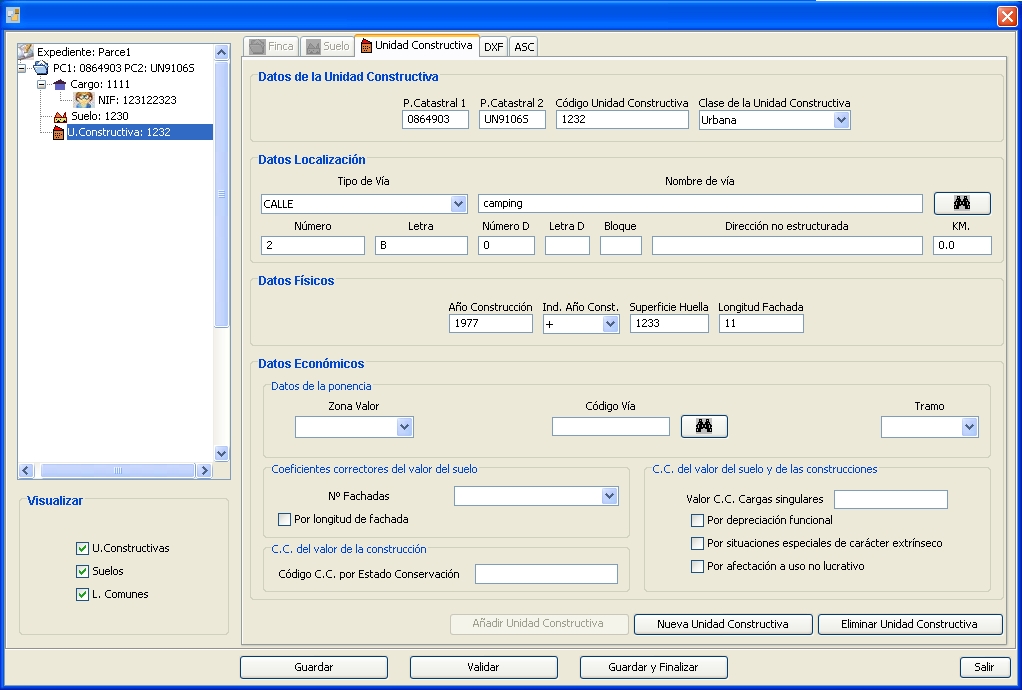 Expediente: Parce1
PC1: 0864903 PC2: UN91065
Cargo: 1111
NIF: 123122323
Suelo: 1230
U.Constructiva: 1232
Visualizar
U.Constructivas
Suelos
L. Comunes
Finca Suelo Unidad Constructiva DXF ASC
Datos de la Unidad Constructiva
P.Catastral 1 P.Catastral 2 Código Unidad Constructiva Clase de la Unidad Constructiva
0864903 UN91065 1232 Urbana
Datos Localización
Tipo de Vía Nombre de vía
CALLE camping
Número Letra Número D Letra D Bloque Dirección no estructurada KM.
2 B 0 0.0
Datos Físicos
Año Construcción Ind. Año Const. Superficie Huella Longitud Fachada
1977 + 1233 11
Datos Económicos
Datos de la ponencia
Zona Valor Código Vía Tramo
Coeficientes correctores del valor del suelo
Nº Fachadas
Por longitud de fachada
C.C. del valor de la construcción
Código C.C. por Estado Conservación
C.C. del valor del suelo y de las construcciones
Valor C.C. Cargas singulares
Por depreciación funcional
Por situaciones especiales de carácter extrínseco
Por afectación a uso no lucrativo
Añadir Unidad Constructiva Nueva Unidad Constructiva Eliminar Unidad Constructiva
Guardar Validar Guardar y Finalizar Salir